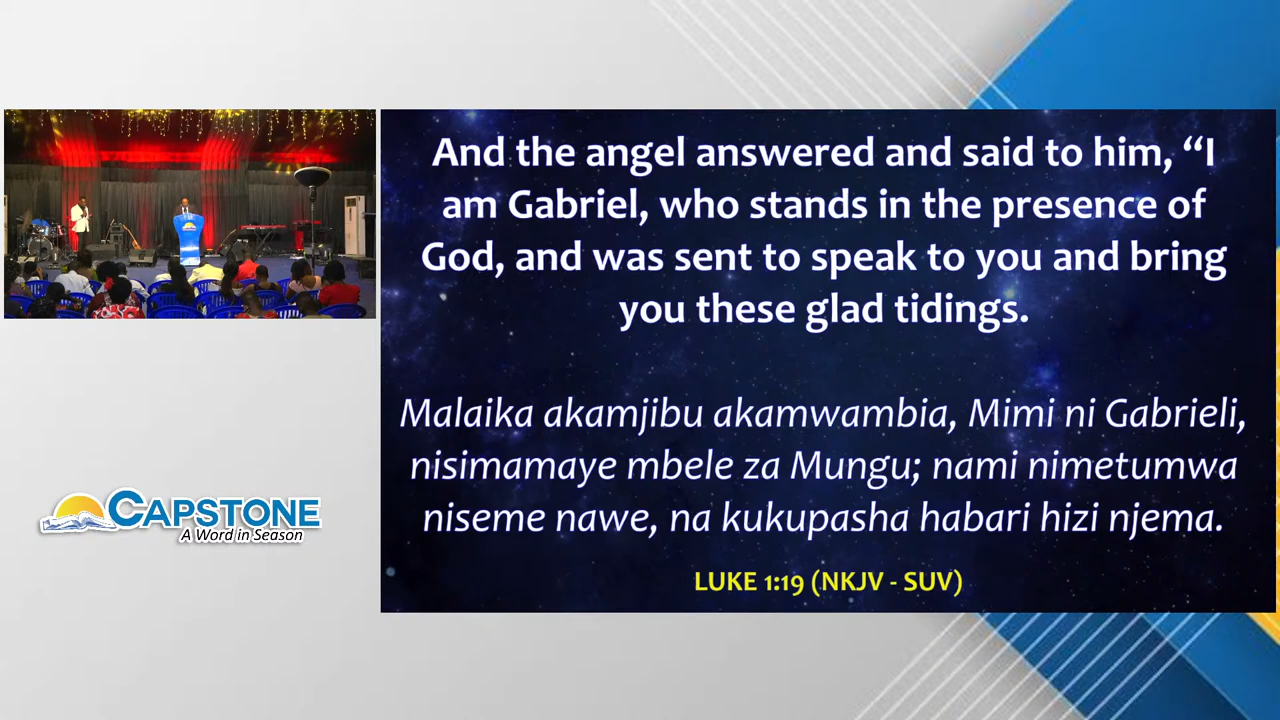 And the angel answered and said to him, “I
am Gabriel, who stands in the presence of
God, and was sent to speak to you and bring
you these glad tidings.
Malaika akamjibu akamwambia, Mimi ni Gabrieli,
nisimamaye mbele za Mungu; nami nimetumwa
niseme nawe, na kukupasha habari hizi njema.
LUKE 1:19 (NKJV - SUV)
CAPSTONE
A Word in Season